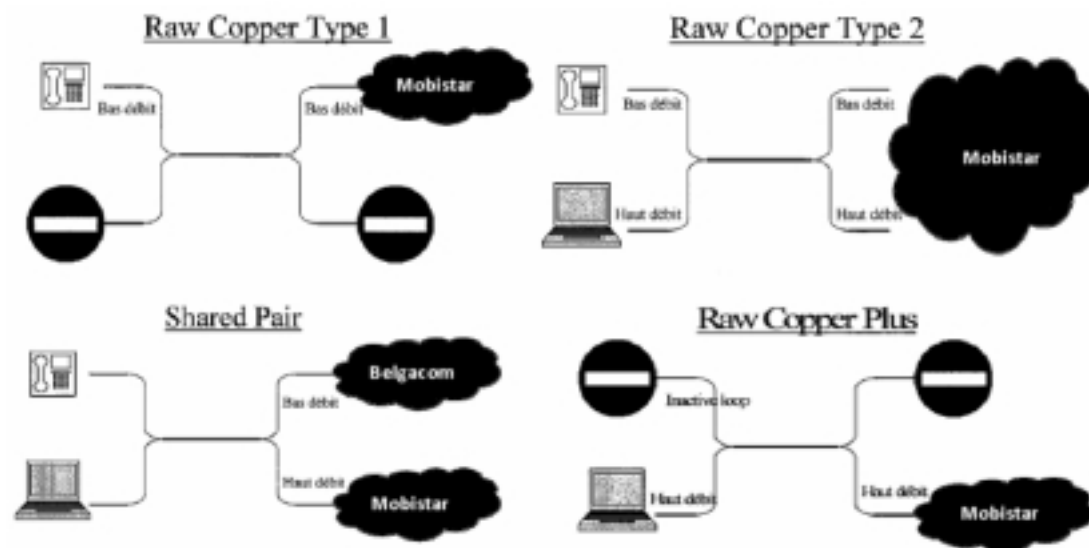 Raw Copper Type 1
Bas débit
Bas débit
Mobistar
Raw Copper Type 2
Bas débit
Bas débit
Mobistar
Haut débit
Haut débit
Shared Pair
Belgacom
Bas débit
Haut débit
Mobistar
Raw Copper Plus
Inactive loop
Haut débit
Haut débit
Mobistar